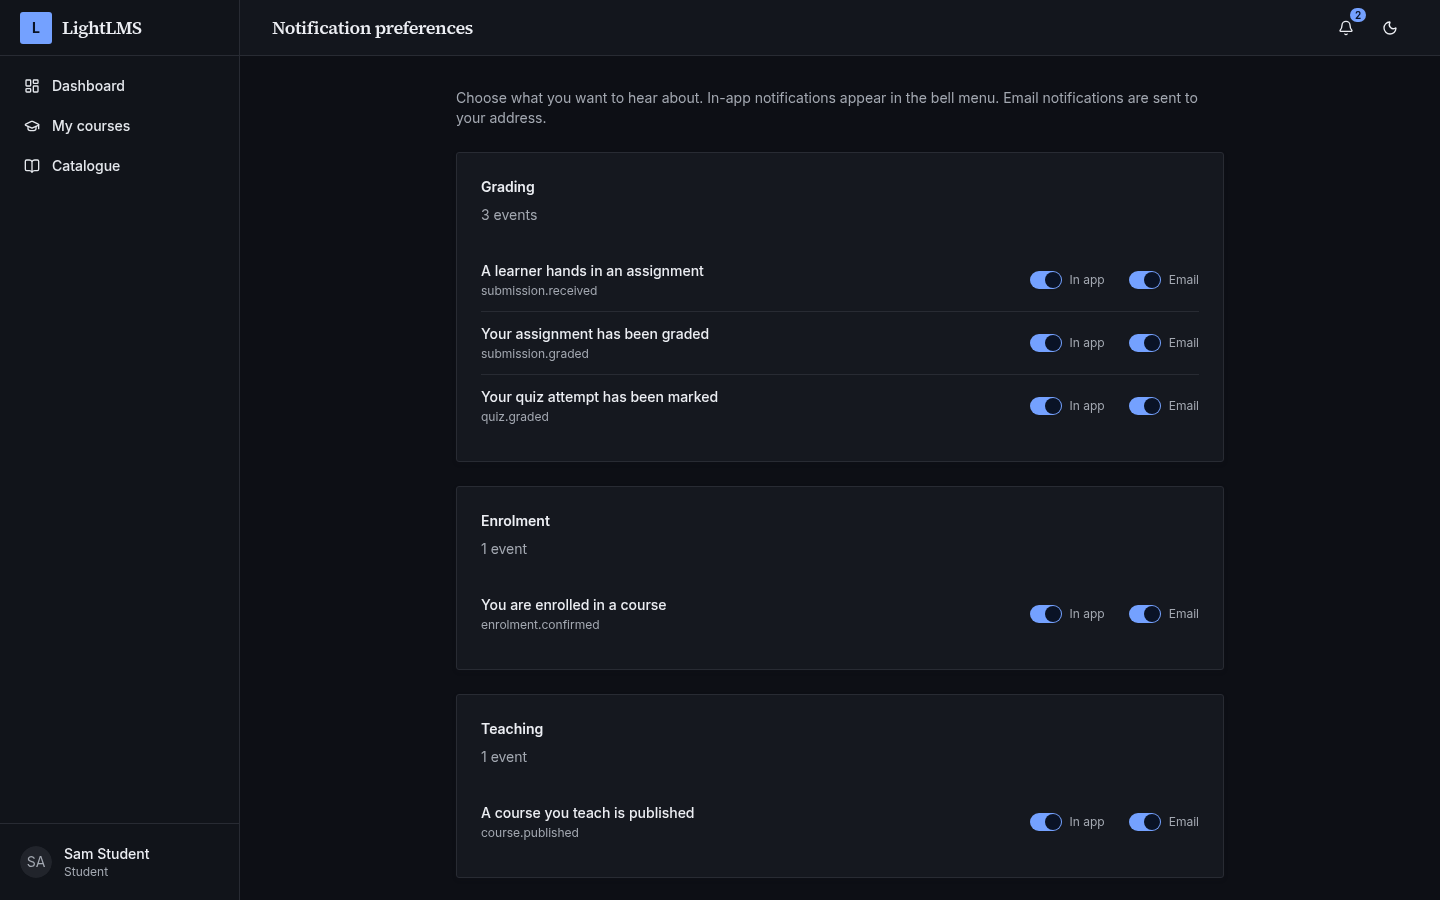 L LightLMS
Notification preferences
2
Dashboard
My courses
Catalogue
Choose what you want to hear about. In-app notifications appear in the bell menu. Email notifications are sent to
your address.
Grading
3 events
A learner hands in an assignment
submission.received
In app
Email
Your assignment has been graded
submission.graded
In app
Email
Your quiz attempt has been marked
quiz.graded
In app
Email
Enrolment
1 event
You are enrolled in a course
enrolment.confirmed
In app
Email
Teaching
1 event
A course you teach is published
course.published
In app
Email
SA
Sam Student
Student